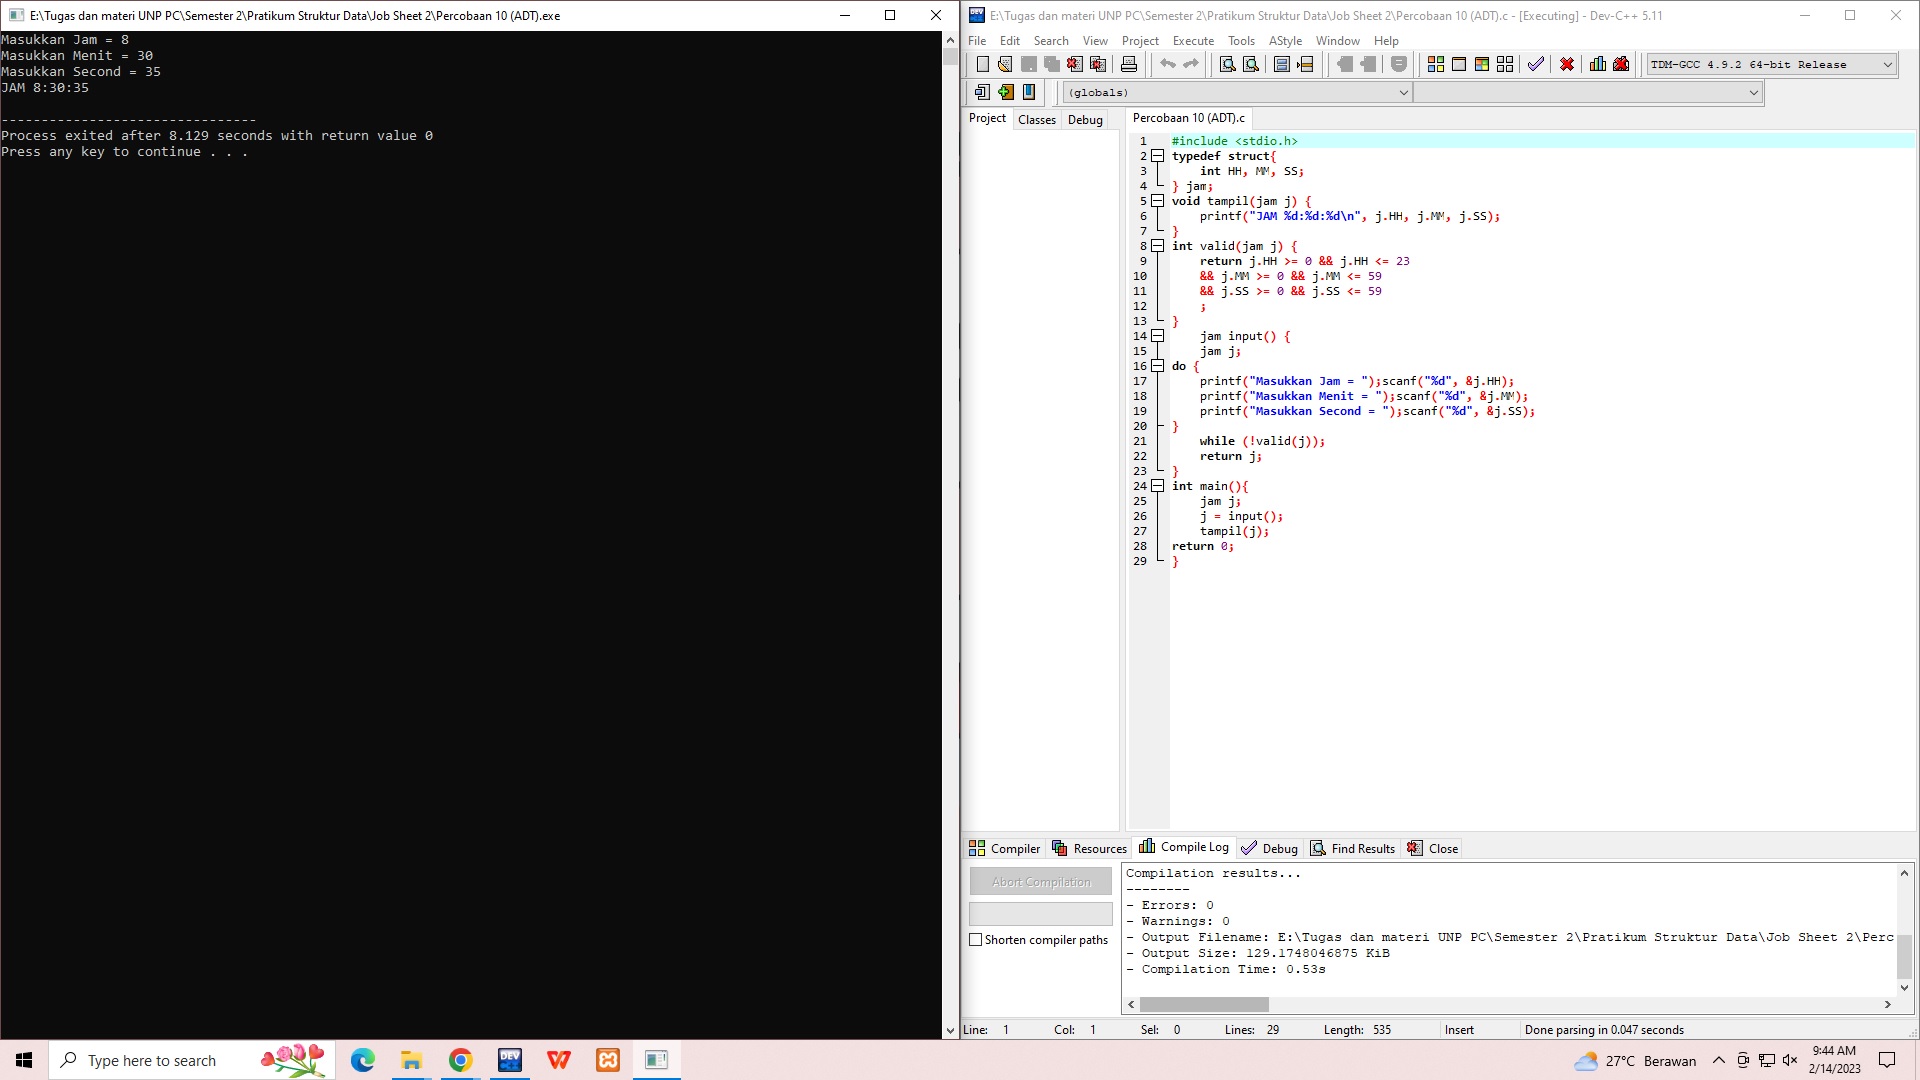 E:\Tugas dan materi UNP PC\Semester 2\Pratikum Struktur Data\Job Sheet 2\Percobaan 10 (ADT).exe
Masukkan Jam = 8
Masukkan Menit = 30
Masukkan Second = 35
JAM 8:30:35
--------------------------------
Process exited after 8.129 seconds with return value 0
Press any key to continue . . .
E:\Tugas dan materi UNP PC\Semester 2\Pratikum Struktur Data\Job Sheet 2\Percobaan 10 (ADT).c - [Executing] - Dev-C++ 5.11
File Edit Search View Project Execute Tools AStyle Window Help
TDM-GCC 4.9.2 64-bit Release
(globals)
Project Classes Debug
Percobaan 10 (ADT).c
1 #include <stdio.h>
2 typedef struct{
3 int HH, MM, SS;
4 } jam;
5 void tampil(jam j) {
6 printf("JAM %d:%d:%d\n", j.HH, j.MM, j.SS);
7 }
8 int valid(jam j) {
9 return j.HH >= 0 && j.HH <= 23
10 && j.MM >= 0 && j.MM <= 59
11 && j.SS >= 0 && j.SS <= 59
12 ;
13 }
14 jam input() {
15 jam j;
16 do {
17 printf("Masukkan Jam = ");scanf("%d", &j.HH);
18 printf("Masukkan Menit = ");scanf("%d", &j.MM);
19 printf("Masukkan Second = ");scanf("%d", &j.SS);
20 }
21 while (!valid(j));
22 return j;
23 }
24 int main(){
25 jam j;
26 j = input();
27 tampil(j);
28 return 0;
29 }
Compiler Resources Compile Log Debug Find Results Close
Abort Compilation
Shorten compiler paths
Compilation results...
--------
- Errors: 0
- Warnings: 0
- Output Filename: E:\Tugas dan materi UNP PC\Semester 2\Pratikum Struktur Data\Job Sheet 2\Perc
- Output Size: 129.1748046875 KiB
- Compilation Time: 0.53s
Line: 1 Col: 1 Sel: 0 Lines: 29 Length: 535 Insert Done parsing in 0.047 seconds
Type here to search
DEV
27°C Berawan
9:44 AM
2/14/2023